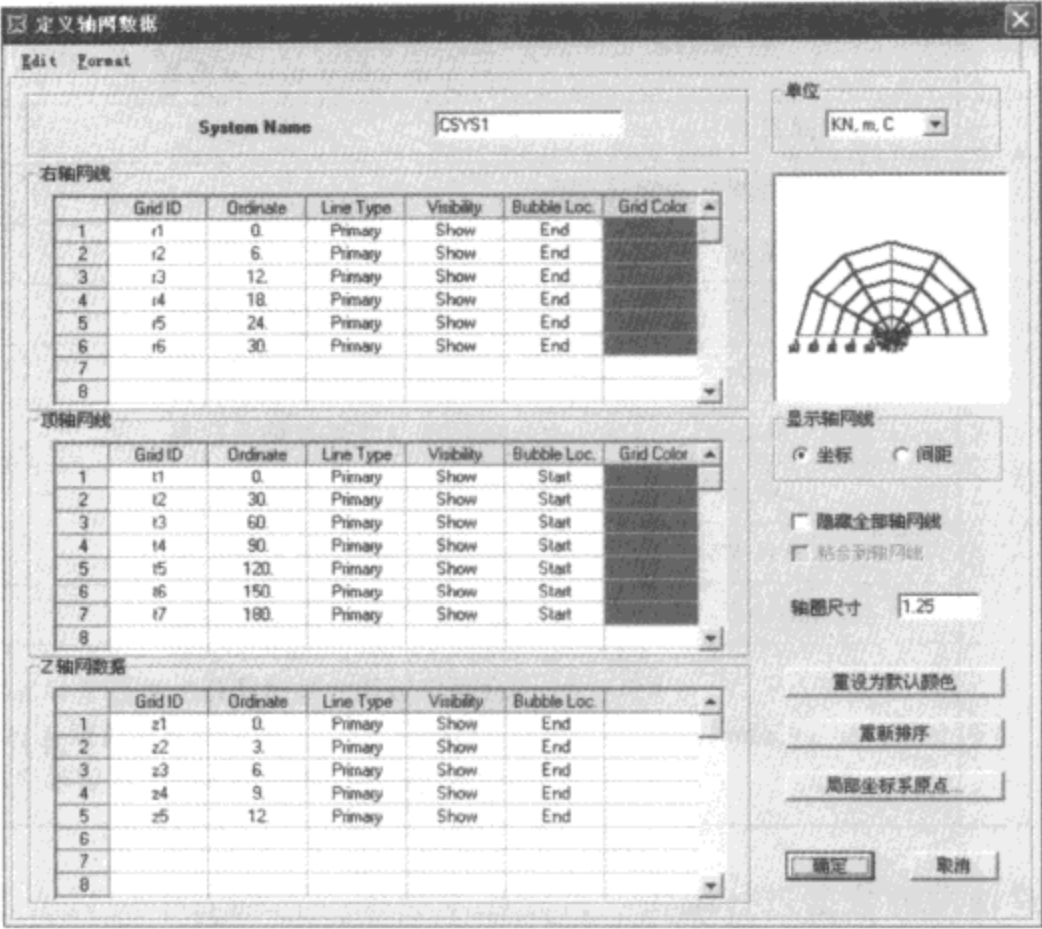 定义轴网数据
Edit Format
System Name CSYS1
单位
KN, m, C
右轴网线
Grid ID Ordinate Line Type Visibility Bubble Loc. Grid Color
1 r1 0. Primary Show End
2 r2 6. Primary Show End
3 r3 12. Primary Show End
4 r4 18. Primary Show End
5 r5 24. Primary Show End
6 r6 30. Primary Show End
7
8
顶轴网线
Grid ID Ordinate Line Type Visibility Bubble Loc. Grid Color
1 t1 0. Primary Show Start
2 t2 30. Primary Show Start
3 t3 60. Primary Show Start
4 t4 90. Primary Show Start
5 t5 120. Primary Show Start
6 t6 150. Primary Show Start
7 t7 180. Primary Show Start
8
Z轴网数据
Grid ID Ordinate Line Type Visibility Bubble Loc.
1 z1 0. Primary Show End
2 z2 3. Primary Show End
3 z3 6. Primary Show End
4 z4 9. Primary Show End
5 z5 12. Primary Show End
6
7
8
显示轴网线
坐标 间距
隐藏全部轴网线
粘合到轴网线
轴圈尺寸 1.25
重设为默认颜色
重新排序
局部坐标系原点...
确定 取消